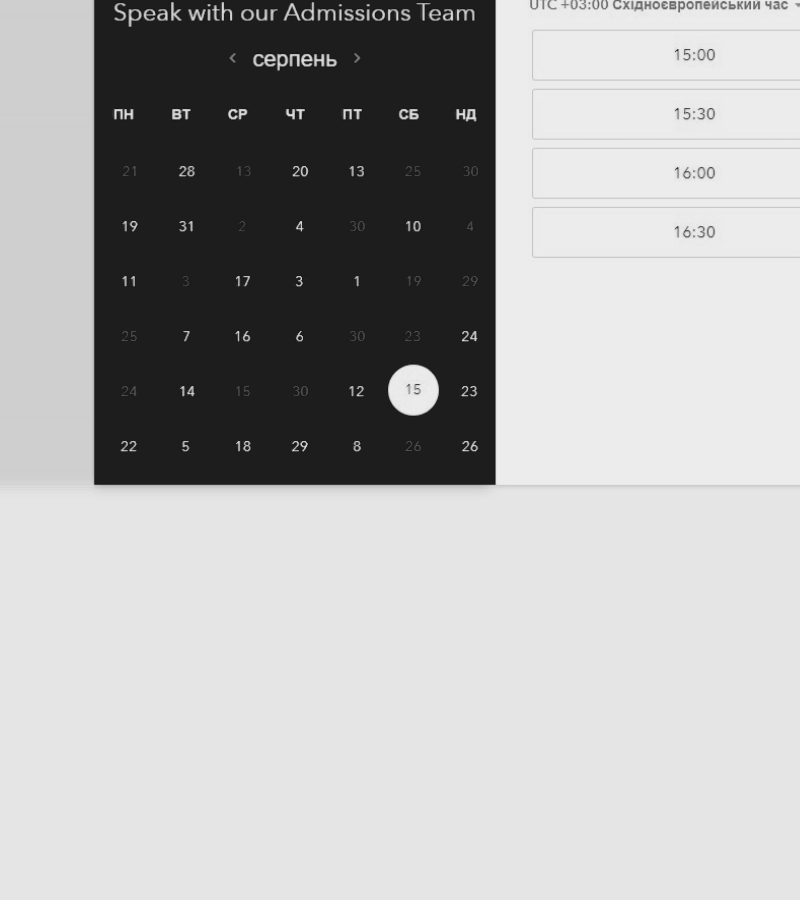 Speak with our Admissions Team
серпень
ПН ВТ СР ЧТ ПТ СБ НД
21 28 13 20 13 25 30
19 31 2 4 30 10 4
11 3 17 3 1 19 29
25 7 16 6 30 23 24
24 14 15 30 12 15 23
22 5 18 29 8 26 26
UTC +03:00 Східноєвропейський час
15:00
15:30
16:00
16:30